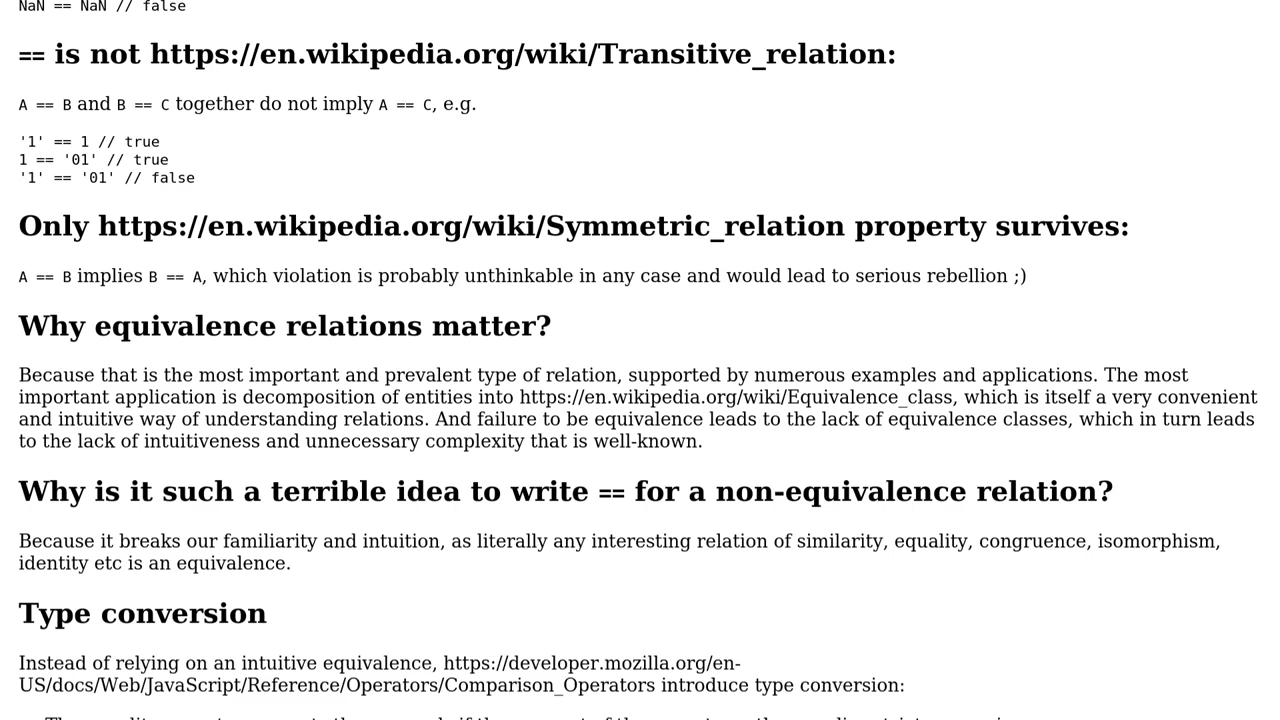 NaN == NaN // false
== is not https://en.wikipedia.org/wiki/Transitive_relation:
A == B and B == C together do not imply A == C, e.g.
'1' == 1 // true
1 == '01' // true
'1' == '01' // false
Only https://en.wikipedia.org/wiki/Symmetric_relation property survives:
A == B implies B == A, which violation is probably unthinkable in any case and would lead to serious rebellion ;)
Why equivalence relations matter?
Because that is the most important and prevalent type of relation, supported by numerous examples and applications. The most
important application is decomposition of entities into https://en.wikipedia.org/wiki/Equivalence_class, which is itself a very convenient
and intuitive way of understanding relations. And failure to be equivalence leads to the lack of equivalence classes, which in turn leads
to the lack of intuitiveness and unnecessary complexity that is well-known.
Why is it such a terrible idea to write == for a non-equivalence relation?
Because it breaks our familiarity and intuition, as literally any interesting relation of similarity, equality, congruence, isomorphism,
identity etc is an equivalence.
Type conversion
Instead of relying on an intuitive equivalence, https://developer.mozilla.org/en-
US/docs/Web/JavaScript/Reference/Operators/Comparison_Operators introduce type conversion: